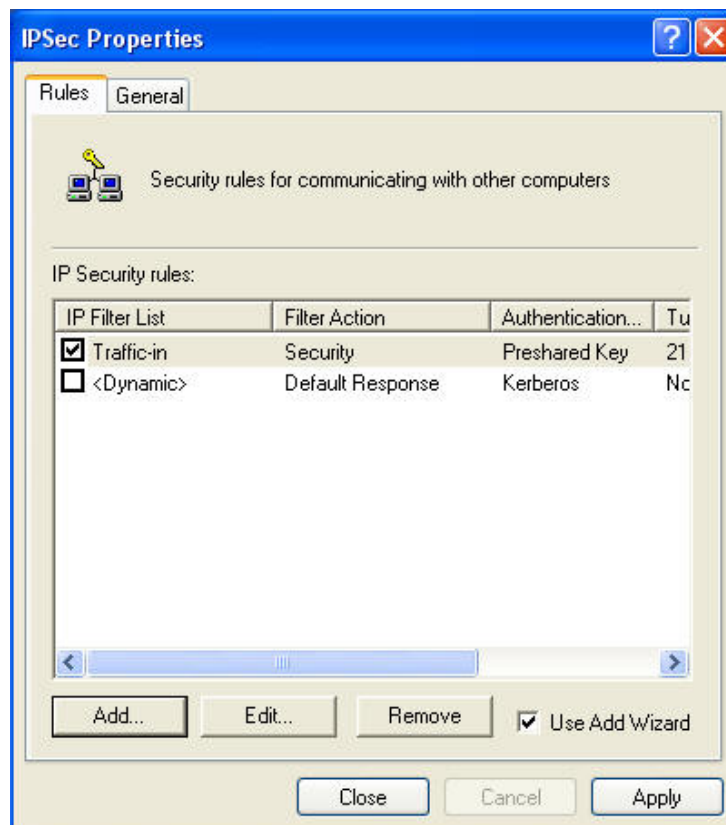 IPSec Properties
Rules General
Security rules for communicating with other computers
IP Security rules:
IP Filter List Filter Action Authentication... Tu
Traffic-in Security Preshared Key 21
<Dynamic> Default Response Kerberos Nc
Add... Edit... Remove Use Add Wizard
Close Cancel Apply